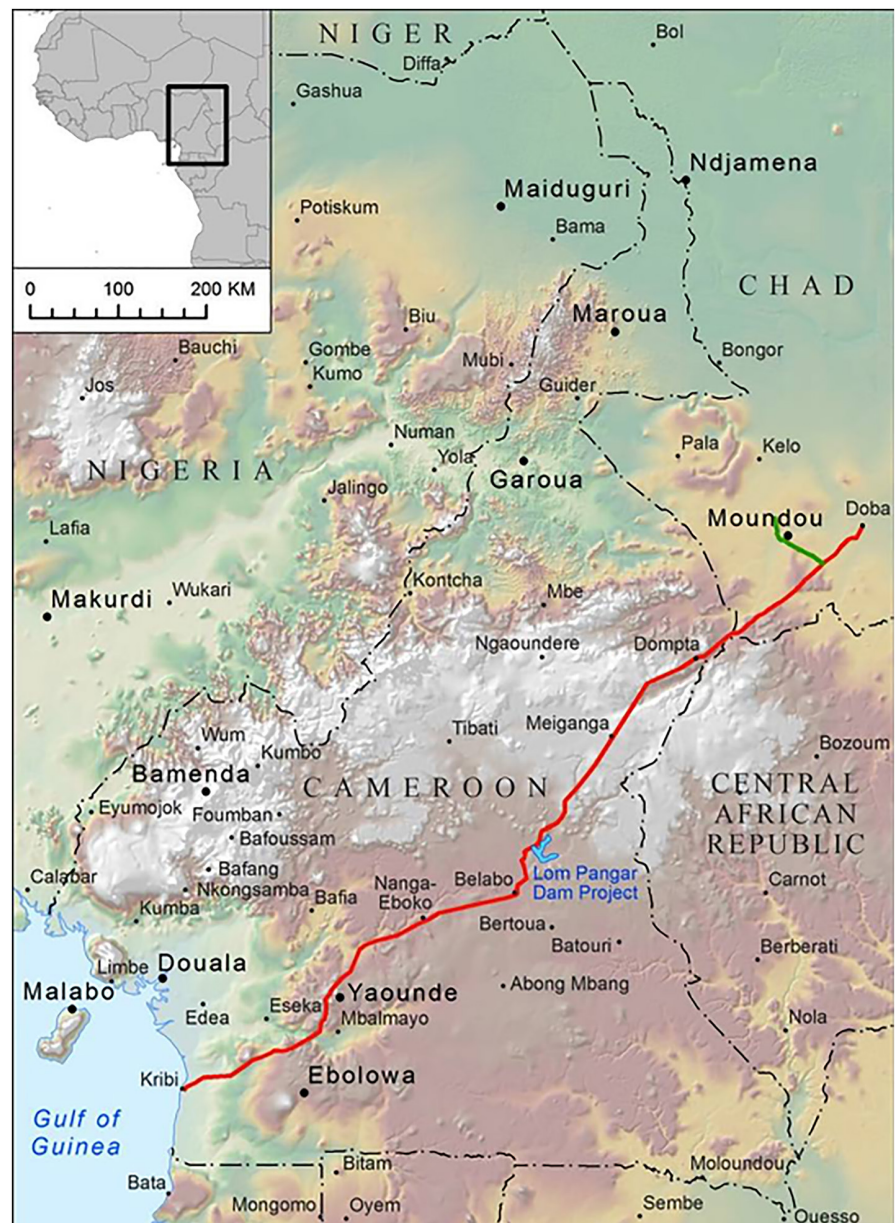 NIGER
Bol
Diffa
Gashua
Ndjamena
Maiduguri
Potiskum
Bama
0 100 200 KM
CHAD
Biu
Maroua
Bauchi
Gombe
Kumo
Mubi
Bongor
Jos
Guider
Numan
Pala
Kelo
NIGERIA
Yola
Garoua
Jalingo
Doba
Moundou
Lafia
Kontcha
Mbe
Wukari
Makurdi
Ngaoundere
Dompta
Meiganga
Tibati
Wum
Kumbo
Bozoum
Bamenda
CAMEROON
CENTRAL
AFRICAN
REPUBLIC
Eyumojok
Foumban
Bafoussam
Lom Pangar
Dam Project
Bafang
Calabar
Nkongsamba
Bafia
Nanga-
Eboko
Belabo
Carnot
Kumba
Bertoua
Batouri
Berberati
Limbe
Douala
Malabo
Yaounde
Abong Mbang
Edea
Eseka
Mbalmayo
Nola
Kribi
Ebolowa
Gulf of
Guinea
Bata
Bitam
Moloundou
Mongomo
Oyem
Sembe
Ouesso